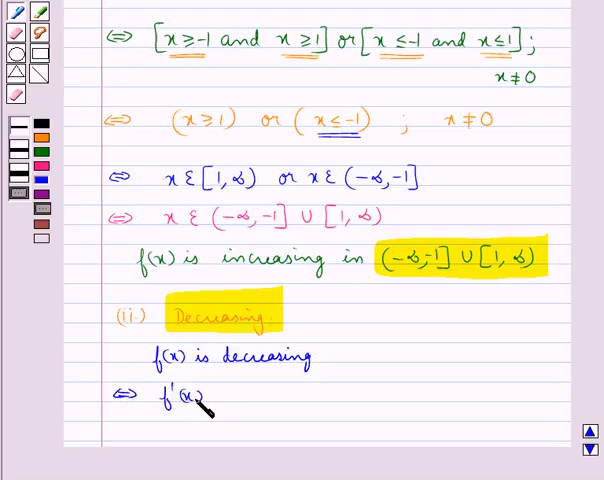 ⇔ [x ≥ -1 and x ≥ 1] or [x ≤ -1 and x ≤ 1] ;
x ≠ 0
⇔ (x ≥ 1) or (x ≤ -1) ; x ≠ 0
⇔ x ∈ [1, ∞) or x ∈ (-∞, -1]
⇔ x ∈ (-∞, -1] ∪ [1, ∞)
f(x) is increasing in (-∞, -1] ∪ [1, ∞)
(ii.) Decreasing.
f(x) is decreasing
⇔ f'(x)